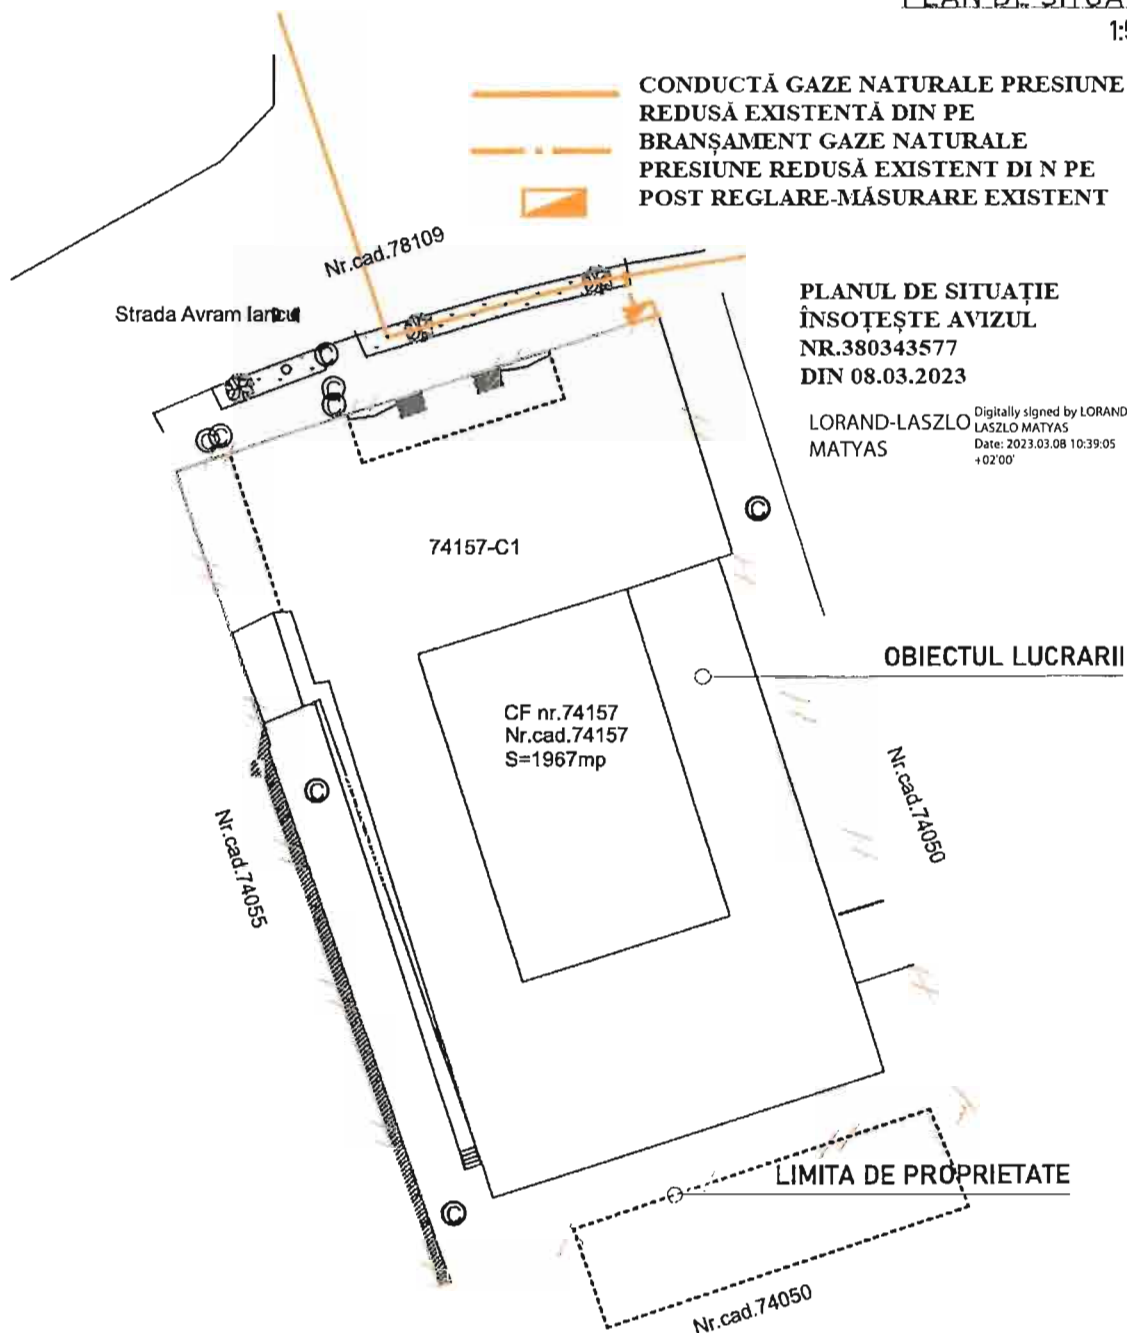 1:5
CONDUCTĂ GAZE NATURALE PRESIUNE
REDUSĂ EXISTENTĂ DIN PE
BRANȘAMENT GAZE NATURALE
PRESIUNE REDUSĂ EXISTENT DI N PE
POST REGLARE-MĂSURARE EXISTENT
Nr.cad.78109
Strada Avram Iancu
PLANUL DE SITUAȚIE
ÎNSOȚEȘTE AVIZUL
NR.380343577
DIN 08.03.2023
LORAND-LASZLO
MATYAS
Digitally signed by LORAND
LASZLO MATYAS
Date: 2023.03.08 10:39:05
+02'00'
C
C
C
C
74157-C1
OBIECTUL LUCRARII
CF nr.74157
Nr.cad.74157
S=1967mp
Nr.cad.74050
C
Nr.cad.74055
LIMITA DE PROPRIETATE
C
Nr.cad.74050